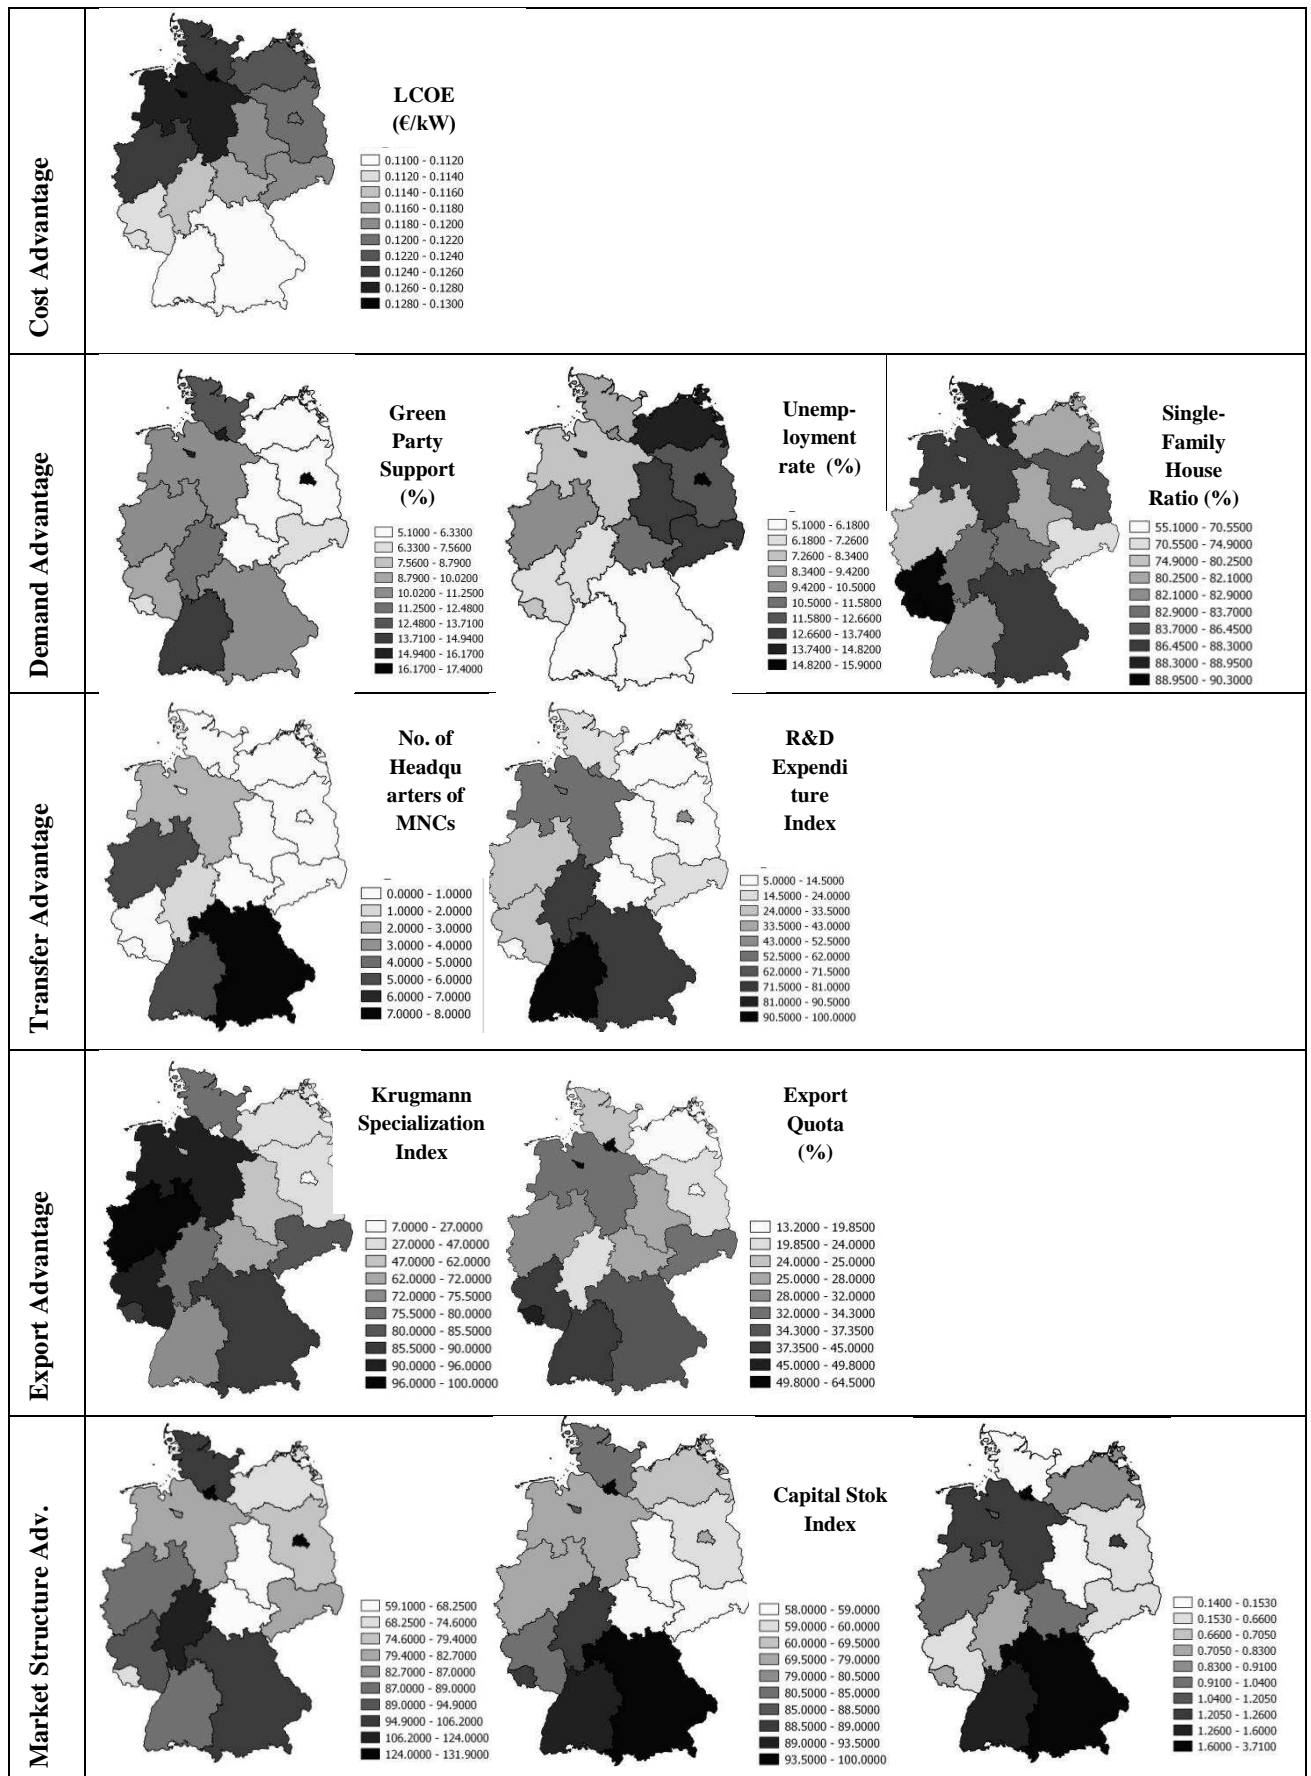 Cost Advantage
LCOE
(€/kW)
0.1100 - 0.1120
0.1120 - 0.1140
0.1140 - 0.1160
0.1160 - 0.1180
0.1180 - 0.1200
0.1200 - 0.1220
0.1220 - 0.1240
0.1240 - 0.1260
0.1260 - 0.1280
0.1280 - 0.1300
Demand Advantage
Green
Party
Support
(%)
5.1000 - 6.3300
6.3300 - 7.5600
7.5600 - 8.7900
8.7900 - 10.0200
10.0200 - 11.2500
11.2500 - 12.4800
12.4800 - 13.7100
13.7100 - 14.9400
14.9400 - 16.1700
16.1700 - 17.4000
Unemp-
loyment
rate (%)
5.1000 - 6.1800
6.1800 - 7.2600
7.2600 - 8.3400
8.3400 - 9.4200
9.4200 - 10.5000
10.5000 - 11.5800
11.5800 - 12.6600
12.6600 - 13.7400
13.7400 - 14.8200
14.8200 - 15.9000
Single-
Family
House
Ratio (%)
55.1000 - 70.5500
70.5500 - 74.9000
74.9000 - 80.2500
80.2500 - 82.1000
82.1000 - 82.9000
82.9000 - 83.7000
83.7000 - 86.4500
86.4500 - 88.3000
88.3000 - 88.9500
88.9500 - 90.3000
Transfer Advantage
No. of
Headqu
arters of
MNCs
0.0000 - 1.0000
1.0000 - 2.0000
2.0000 - 3.0000
3.0000 - 4.0000
4.0000 - 5.0000
5.0000 - 6.0000
6.0000 - 7.0000
7.0000 - 8.0000
R&D
Expendi
ture
Index
5.0000 - 14.5000
14.5000 - 24.0000
24.0000 - 33.5000
33.5000 - 43.0000
43.0000 - 52.5000
52.5000 - 62.0000
62.0000 - 71.5000
71.5000 - 81.0000
81.0000 - 90.5000
90.5000 - 100.0000
Export Advantage
Krugmann
Specialization
Index
7.0000 - 27.0000
27.0000 - 47.0000
47.0000 - 62.0000
62.0000 - 72.0000
72.0000 - 75.5000
75.5000 - 80.0000
80.0000 - 85.5000
85.5000 - 90.0000
90.0000 - 96.0000
96.0000 - 100.0000
Export
Quota
(%)
13.2000 - 19.8500
19.8500 - 24.0000
24.0000 - 25.0000
25.0000 - 28.0000
28.0000 - 32.0000
32.0000 - 34.3000
34.3000 - 37.3500
37.3500 - 45.0000
45.0000 - 49.8000
49.8000 - 64.5000
Market Structure Adv.
59.1000 - 68.2500
68.2500 - 74.6000
74.6000 - 79.4000
79.4000 - 82.7000
82.7000 - 87.0000
87.0000 - 89.0000
89.0000 - 94.9000
94.9000 - 106.2000
106.2000 - 124.0000
124.0000 - 131.9000
Capital Stok
Index
58.0000 - 59.0000
59.0000 - 60.0000
60.0000 - 69.5000
69.5000 - 79.0000
79.0000 - 80.5000
80.5000 - 85.0000
85.0000 - 88.5000
88.5000 - 89.0000
89.0000 - 93.5000
93.5000 - 100.0000
0.1400 - 0.1530
0.1530 - 0.6600
0.6600 - 0.7050
0.7050 - 0.8300
0.8300 - 0.9100
0.9100 - 1.0400
1.0400 - 1.2050
1.2050 - 1.2600
1.2600 - 1.6000
1.6000 - 3.7100